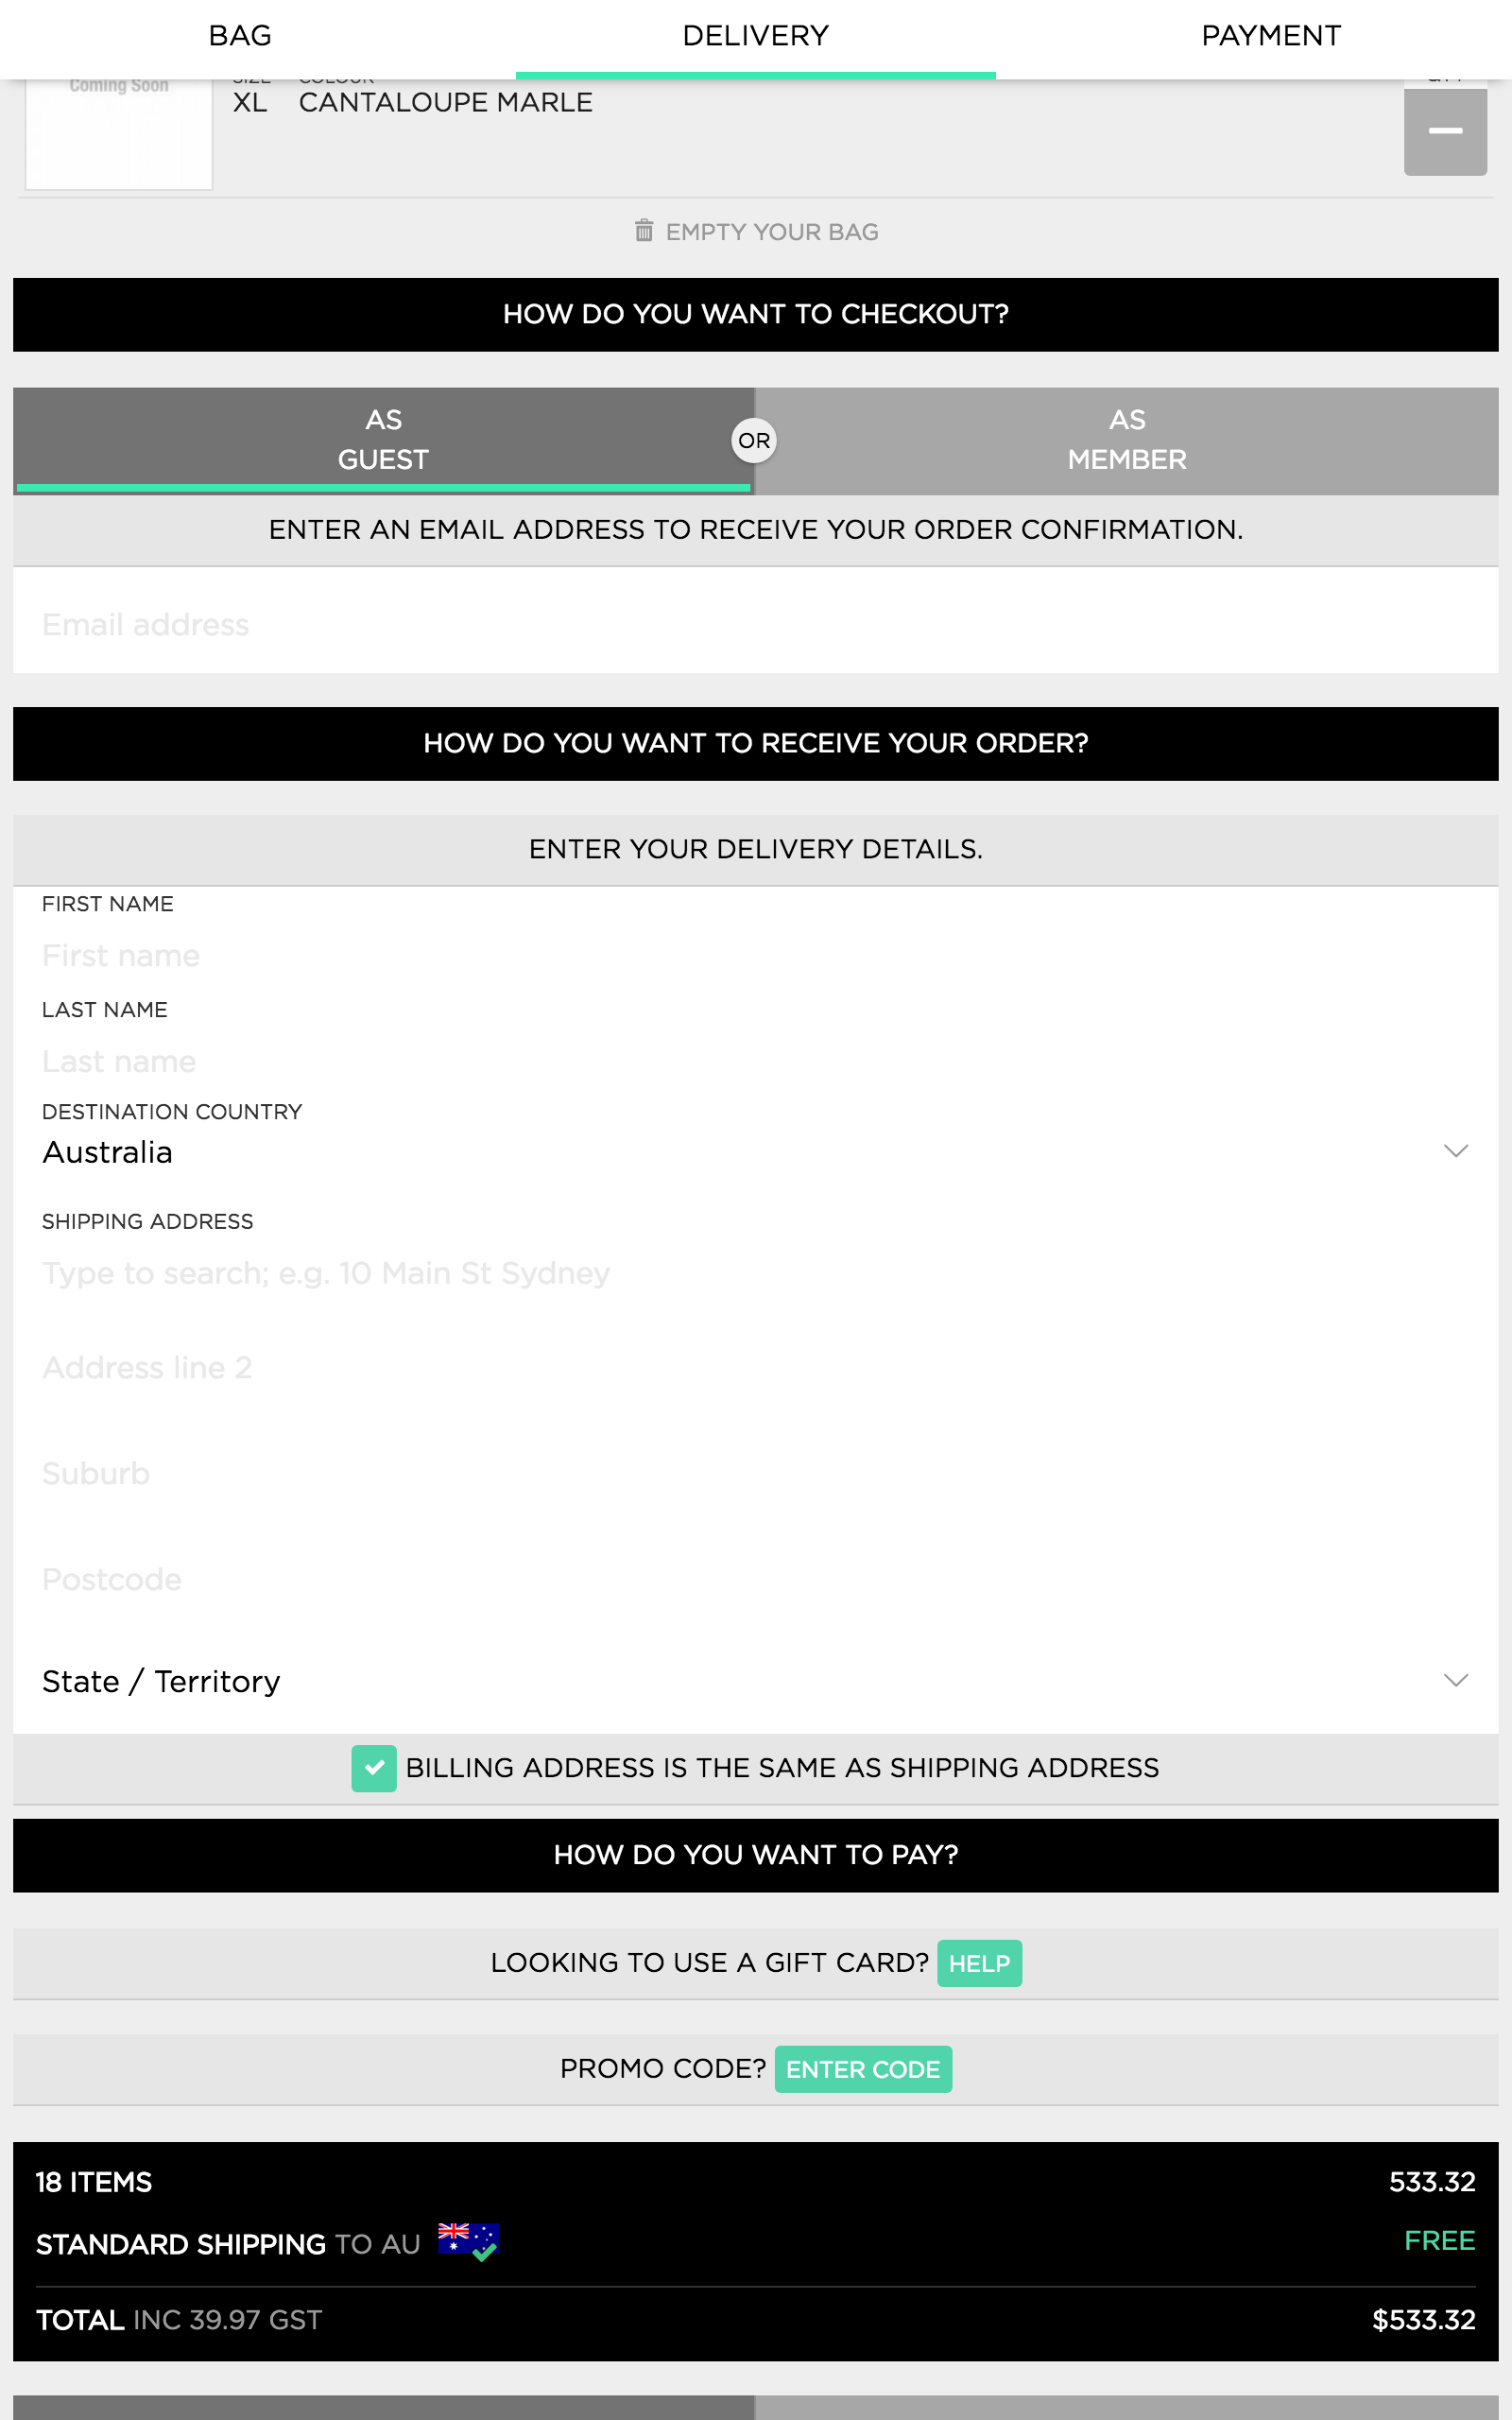 BAG
DELIVERY
PAYMENT
Coming Soon
SIZE COLOUR
XL CANTALOUPE MARLE
EMPTY YOUR BAG
HOW DO YOU WANT TO CHECKOUT?
AS
GUEST
OR
AS
MEMBER
ENTER AN EMAIL ADDRESS TO RECEIVE YOUR ORDER CONFIRMATION.
Email address
HOW DO YOU WANT TO RECEIVE YOUR ORDER?
ENTER YOUR DELIVERY DETAILS.
FIRST NAME
First name
LAST NAME
Last name
DESTINATION COUNTRY
Australia
SHIPPING ADDRESS
Type to search; e.g. 10 Main St Sydney
Address line 2
Suburb
Postcode
State / Territory
BILLING ADDRESS IS THE SAME AS SHIPPING ADDRESS
HOW DO YOU WANT TO PAY?
LOOKING TO USE A GIFT CARD? HELP
PROMO CODE? ENTER CODE
18 ITEMS 533.32
STANDARD SHIPPING TO AU FREE
TOTAL INC 39.97 GST $533.32